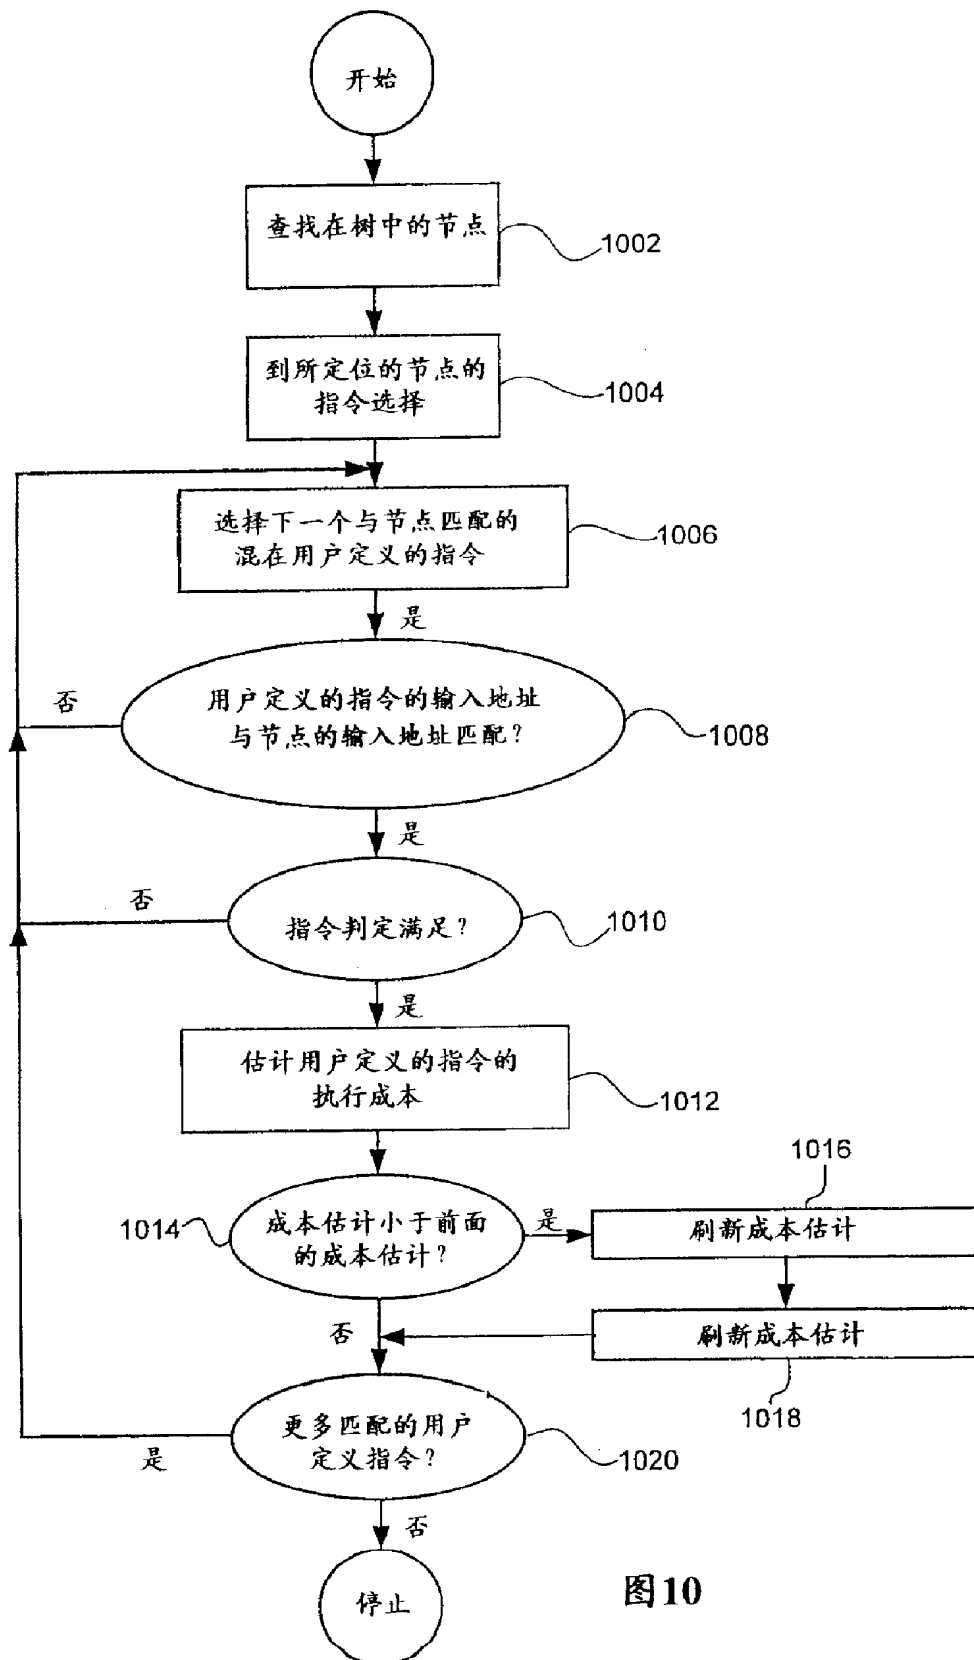 开始
查找在树中的节点
1002
到所定位的节点的
指令选择
1004
选择下一个与节点匹配的
混在用户定义的指令
1006
是
用户定义的指令的输入地址
与节点的输入地址匹配?
否
1008
是
指令判定满足?
否
1010
是
估计用户定义的指令的
执行成本
1012
成本估计小于前面
的成本估计?
1014
是
1016
刷新成本估计
否
刷新成本估计
1018
更多匹配的用户
定义指令?
是
1020
否
停止
图10